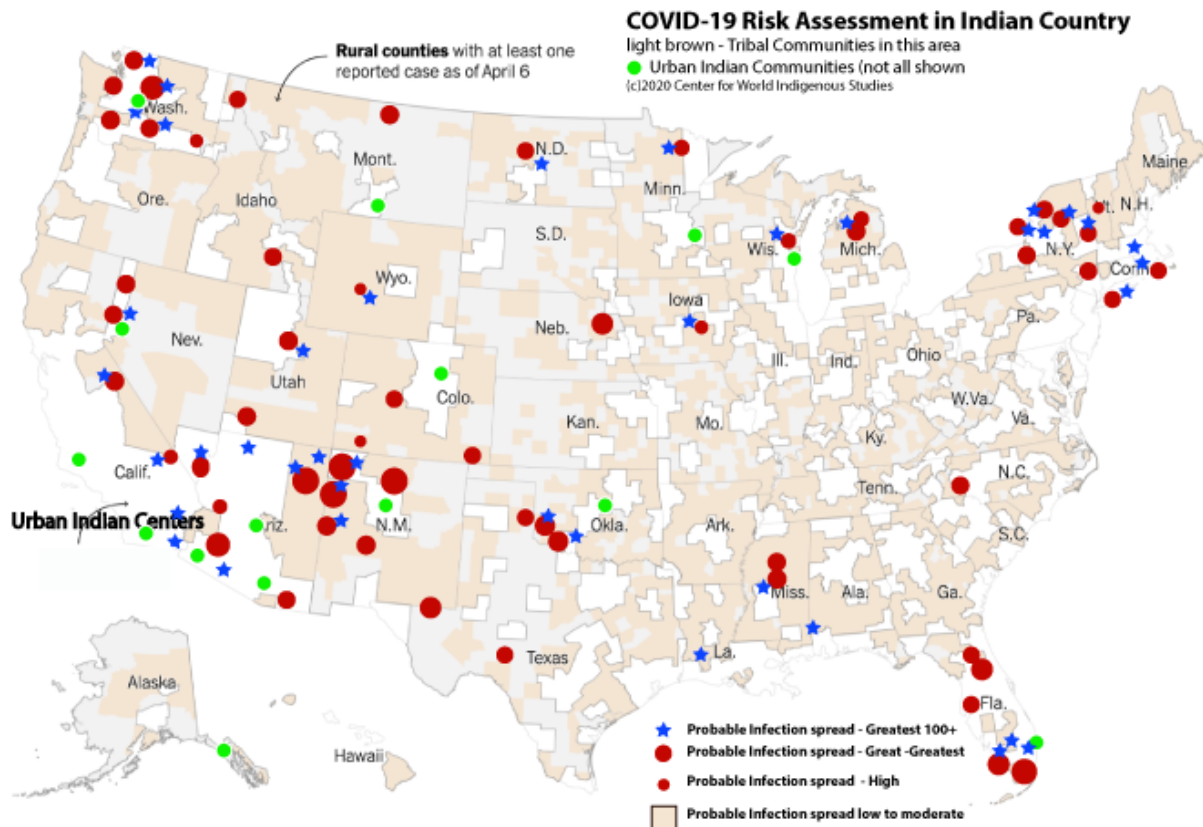 COVID-19 Risk Assessment in Indian Country
light brown - Tribal Communities in this area
Urban Indian Communities (not all shown
(c)2020 Center for World Indigenous Studies
Rural counties with at least one
reported case as of April 6
Wash.
Mont.
N.D.
Minn.
Maine
Ore.
Idaho
S.D.
Wis.
Mich.
t.
N.H.
N.Y.
Conn
Wyo.
Iowa
Nev.
Neb.
Pa.
Ill.
Ind.
Ohio
Utah
Colo.
W.Va.
Va.
Kan.
Mo.
Ky.
Calif.
N.C.
Tenn.
Urban Indian Centers
riz.
N.M.
Okla.
Ark.
S.C.
Miss.
Ala.
Ga.
Texas
La.
Alaska
Fla.
Hawaii
Probable Infection spread - Greatest 100+
Probable Infection spread - Great -Greatest
Probable Infection spread - High
Probable Infection spread low to moderate